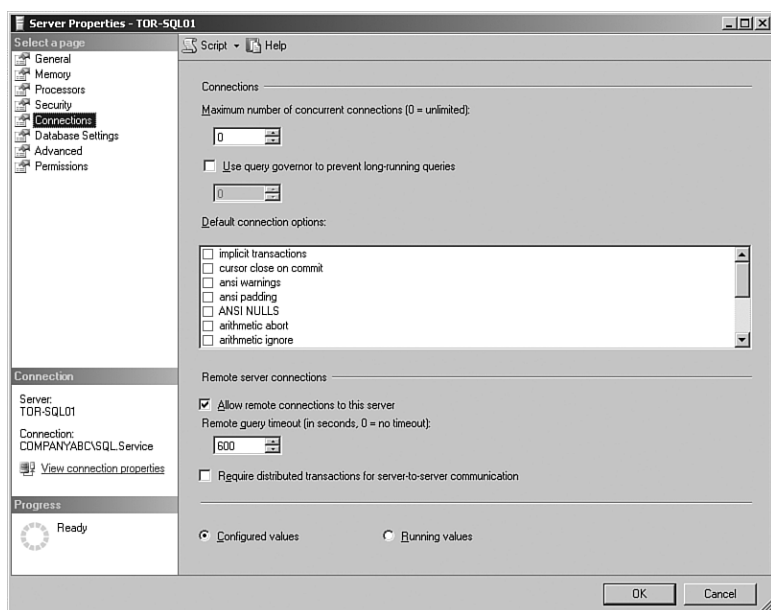 Server Properties - TOR-SQL01
Select a page
General
Memory
Processors
Security
Connections
Database Settings
Advanced
Permissions
Connection
Server:
TOR-SQL01
Connection:
COMPANYABC\SQL.Service
View connection properties
Progress
Ready
Script
Help
Connections
Maximum number of concurrent connections (0 = unlimited):
0
Use query governor to prevent long-running queries
0
Default connection options:
implicit transactions
cursor close on commit
ansi warnings
ansi padding
ANSI NULLS
arithmetic abort
arithmetic ignore
Remote server connections
Allow remote connections to this server
Remote query timeout (in seconds, 0 = no timeout):
600
Require distributed transactions for server-to-server communication
Configured values
Running values
OK
Cancel